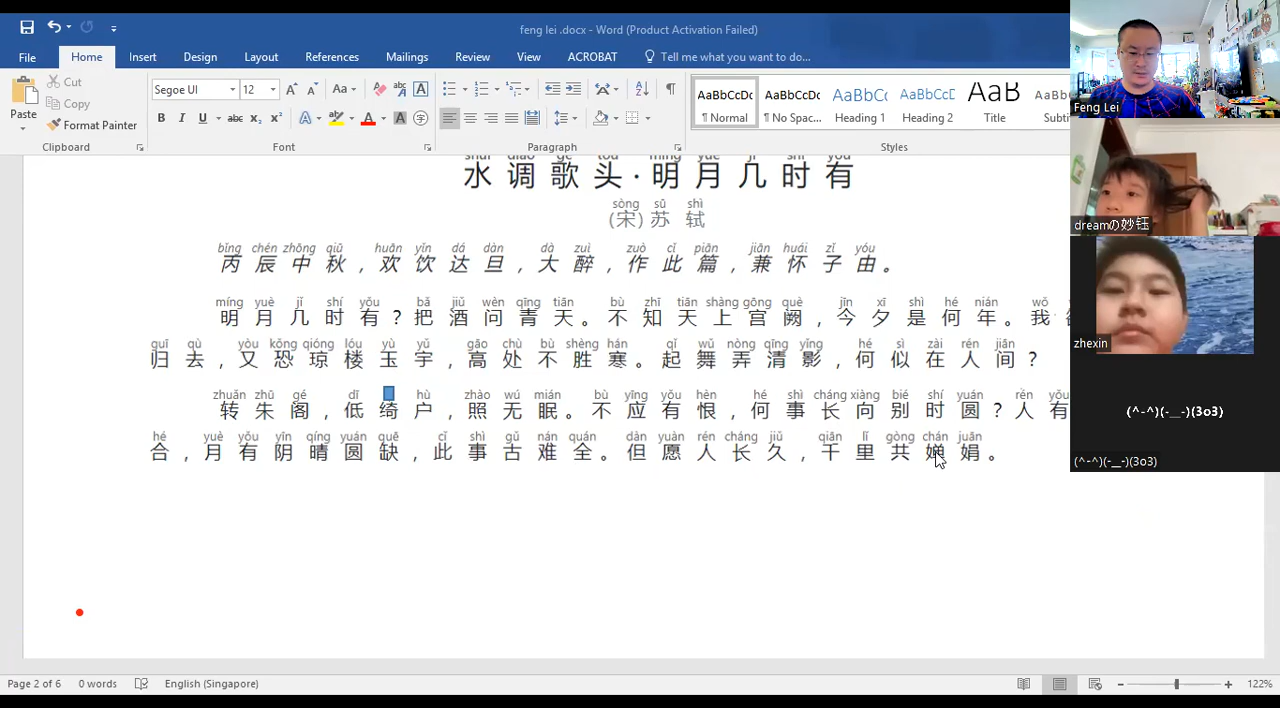 feng lei .docx - Word (Product Activation Failed)
File Home Insert Design Layout References Mailings Review View ACROBAT Tell me what you want to do...
Cut
Copy
Format Painter
Paste
Segoe UI 12
AaBbCcDc AaBbCcDc AaBbCc AaBbCcD AaB
¶ Normal ¶ No Spac... Heading 1 Heading 2 Title
Clipboard Font Paragraph Styles
水调歌头·明月几时有
sòng sū shì
(宋) 苏 轼
bǐng chén zhōng qiū huān yǐn dá dàn dà zuì zuò cǐ piān jiān huái zǐ yóu
丙辰中秋，欢饮达旦，大醉，作此篇，兼怀子由。
míng yuè jǐ shí yǒu bǎ jiǔ wèn qīng tiān bù zhī tiān shàng gōng què jīn xī shì hé nián wǒ
明月几时有？把酒问青天。不知天上宫阙，今夕是何年。我
guī qù yòu kǒng qióng lóu yù yǔ gāo chù bù shèng hán qǐ wǔ nòng qīng yǐng hé sì zài rén jiān
归去，又恐琼楼玉宇，高处不胜寒。起舞弄清影，何似在人间？
zhuǎn zhū gé dī hù zhào wú mián bù yīng yǒu hèn hé shì cháng xiàng bié shí yuán rén yǒu
转朱阁，低绮户，照无眠。不应有恨，何事长向别时圆？人有
hé yuè yǒu yīn qíng yuán quē cǐ shì gǔ nán quán dàn yuàn rén cháng jiǔ qiān lǐ gòng chán juān
合，月有阴晴圆缺，此事古难全。但愿人长久，千里共婵娟。
Page 2 of 6 0 words English (Singapore) 122%
Feng Lei
dreamの妙钰
zhexin
(^-^)(-__-)(3o3)
(^-^)(-__-)(3o3)